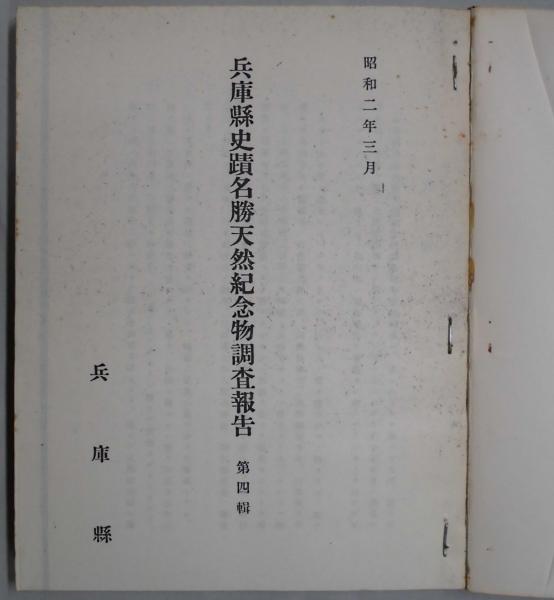 昭和二年三月
兵庫縣史蹟名勝天然紀念物調査報告 第四輯
兵庫縣